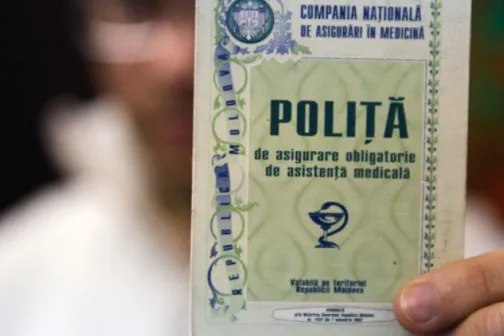 COMPANIA NAȚIONALĂ
DE ASIGURĂRI ÎN MEDICINĂ
REPUBLICA MOLDOVA
POLIȚĂ
de asigurare obligatorie
de asistență medicală
Valabilă pe teritoriul
Republicii Moldova